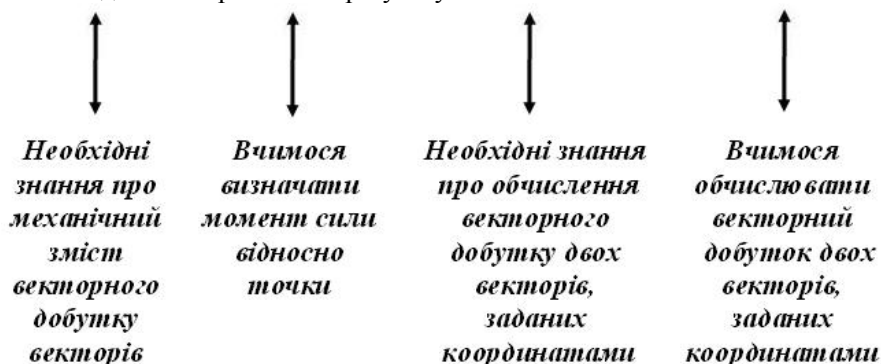 Необхідні
знання про
механічний
зміст
векторного
добутку
векторів
Вчимося
визначати
момент сили
відносно
точки
Необхідні знання
про обчислення
векторного
добутку двох
векторів,
заданих
координатами
Вчимося
обчислювати
векторний
добуток двох
векторів,
заданих
координатами